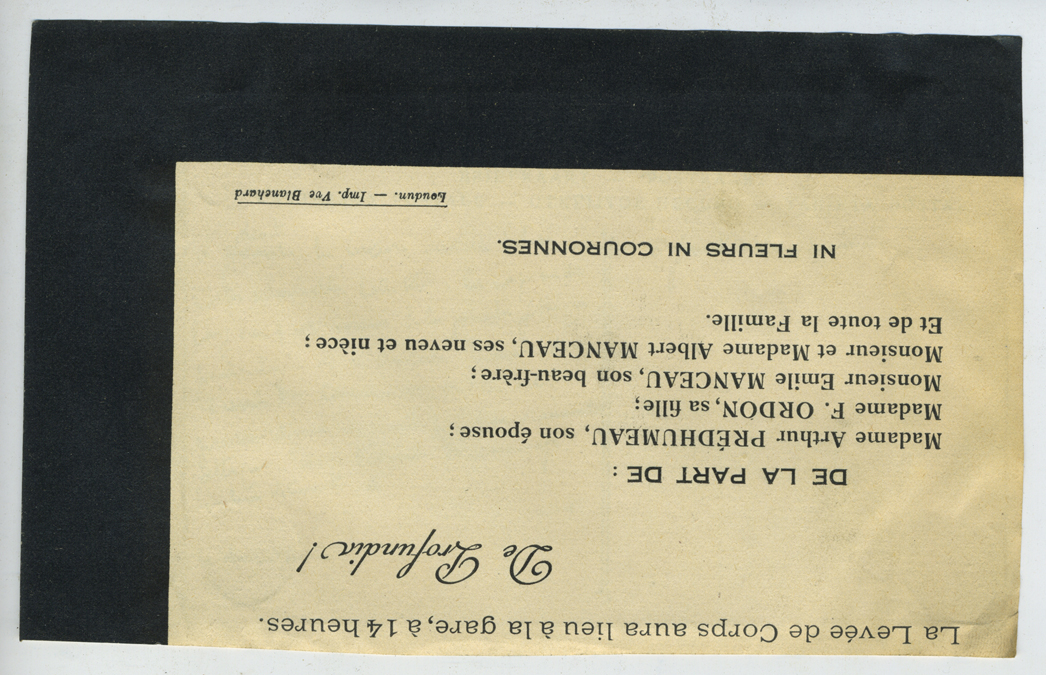 La Levée de Corps aura lieu à la gare, à 14 heures.
De Profundis!
DE LA PART DE :
Madame Arthur PRÉDHUMEAU, son épouse ;
Madame F. ORDON, sa fille;
Monsieur Emile MANCEAU, son beau-frère ;
Monsieur et Madame Albert MANCEAU, ses neveu et nièce ;
Et de toute la Famille.
NI FLEURS NI COURONNES.
Loudun. — Imp. Vve Blanchard